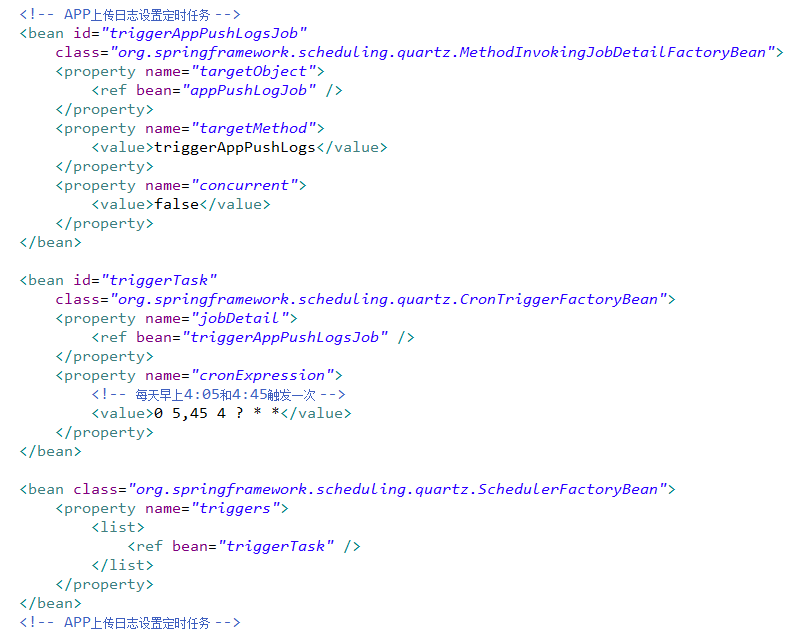 <!-- APP上传日志设置定时任务 -->
<bean id="triggerAppPushLogsJob"
    class="org.springframework.scheduling.quartz.MethodInvokingJobDetailFactoryBean">
    <property name="targetObject">
        <ref bean="appPushLogJob" />
    </property>
    <property name="targetMethod">
        <value>triggerAppPushLogs</value>
    </property>
    <property name="concurrent">
        <value>false</value>
    </property>
</bean>

<bean id="triggerTask"
    class="org.springframework.scheduling.quartz.CronTriggerFactoryBean">
    <property name="jobDetail">
        <ref bean="triggerAppPushLogsJob" />
    </property>
    <property name="cronExpression">
        <!-- 每天早上4:05和4:45触发一次 -->
        <value>0 5,45 4 ? * *</value>
    </property>
</bean>

<bean class="org.springframework.scheduling.quartz.SchedulerFactoryBean">
    <property name="triggers">
        <list>
            <ref bean="triggerTask" />
        </list>
    </property>
</bean>
<!-- APP上传日志设置定时任务 -->